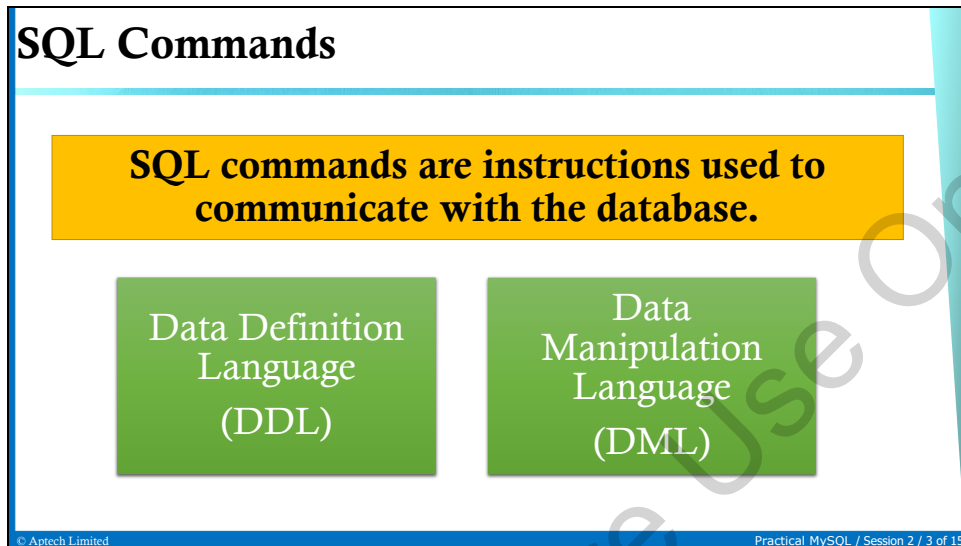 SQL Commands
SQL commands are instructions used to
communicate with the database.
Data Definition
Language
(DDL)
Data
Manipulation
Language
(DML)
Use
© Aptech Limited
Practical MySQL / Session 2 / 3 of 15